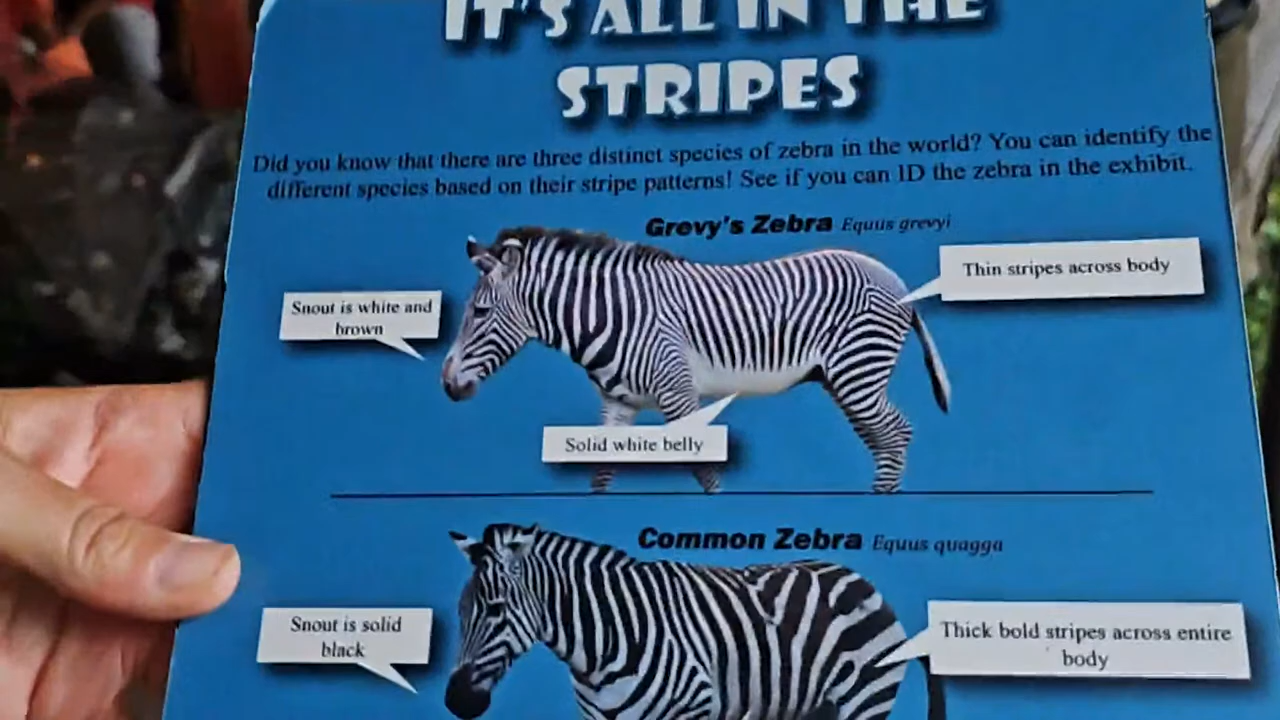 IT'S ALL IN THE
STRIPES
Did you know that there are three distinct species of zebra in the world? You can identify the
different species based on their stripe patterns! See if you can ID the zebra in the exhibit.
Grevy's Zebra Equus grevyi
Thin stripes across body
Snout is white and
brown
Solid white belly
Common Zebra Equus quagga
Snout is solid
black
Thick bold stripes across entire
body